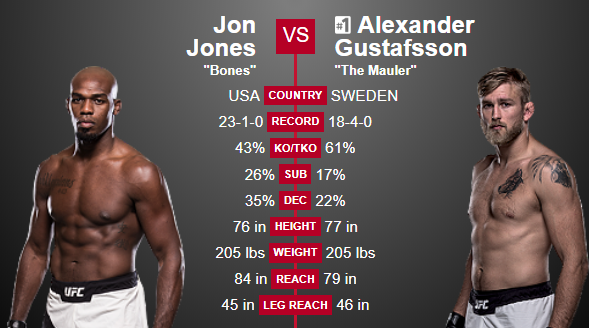 Jon Jones
"Bones"
VS
#1 Alexander Gustafsson
"The Mauler"
USA COUNTRY SWEDEN
23-1-0 RECORD 18-4-0
43% KO/TKO 61%
26% SUB 17%
35% DEC 22%
76 in HEIGHT 77 in
205 lbs WEIGHT 205 lbs
84 in REACH 79 in
45 in LEG REACH 46 in
UFC
UFC